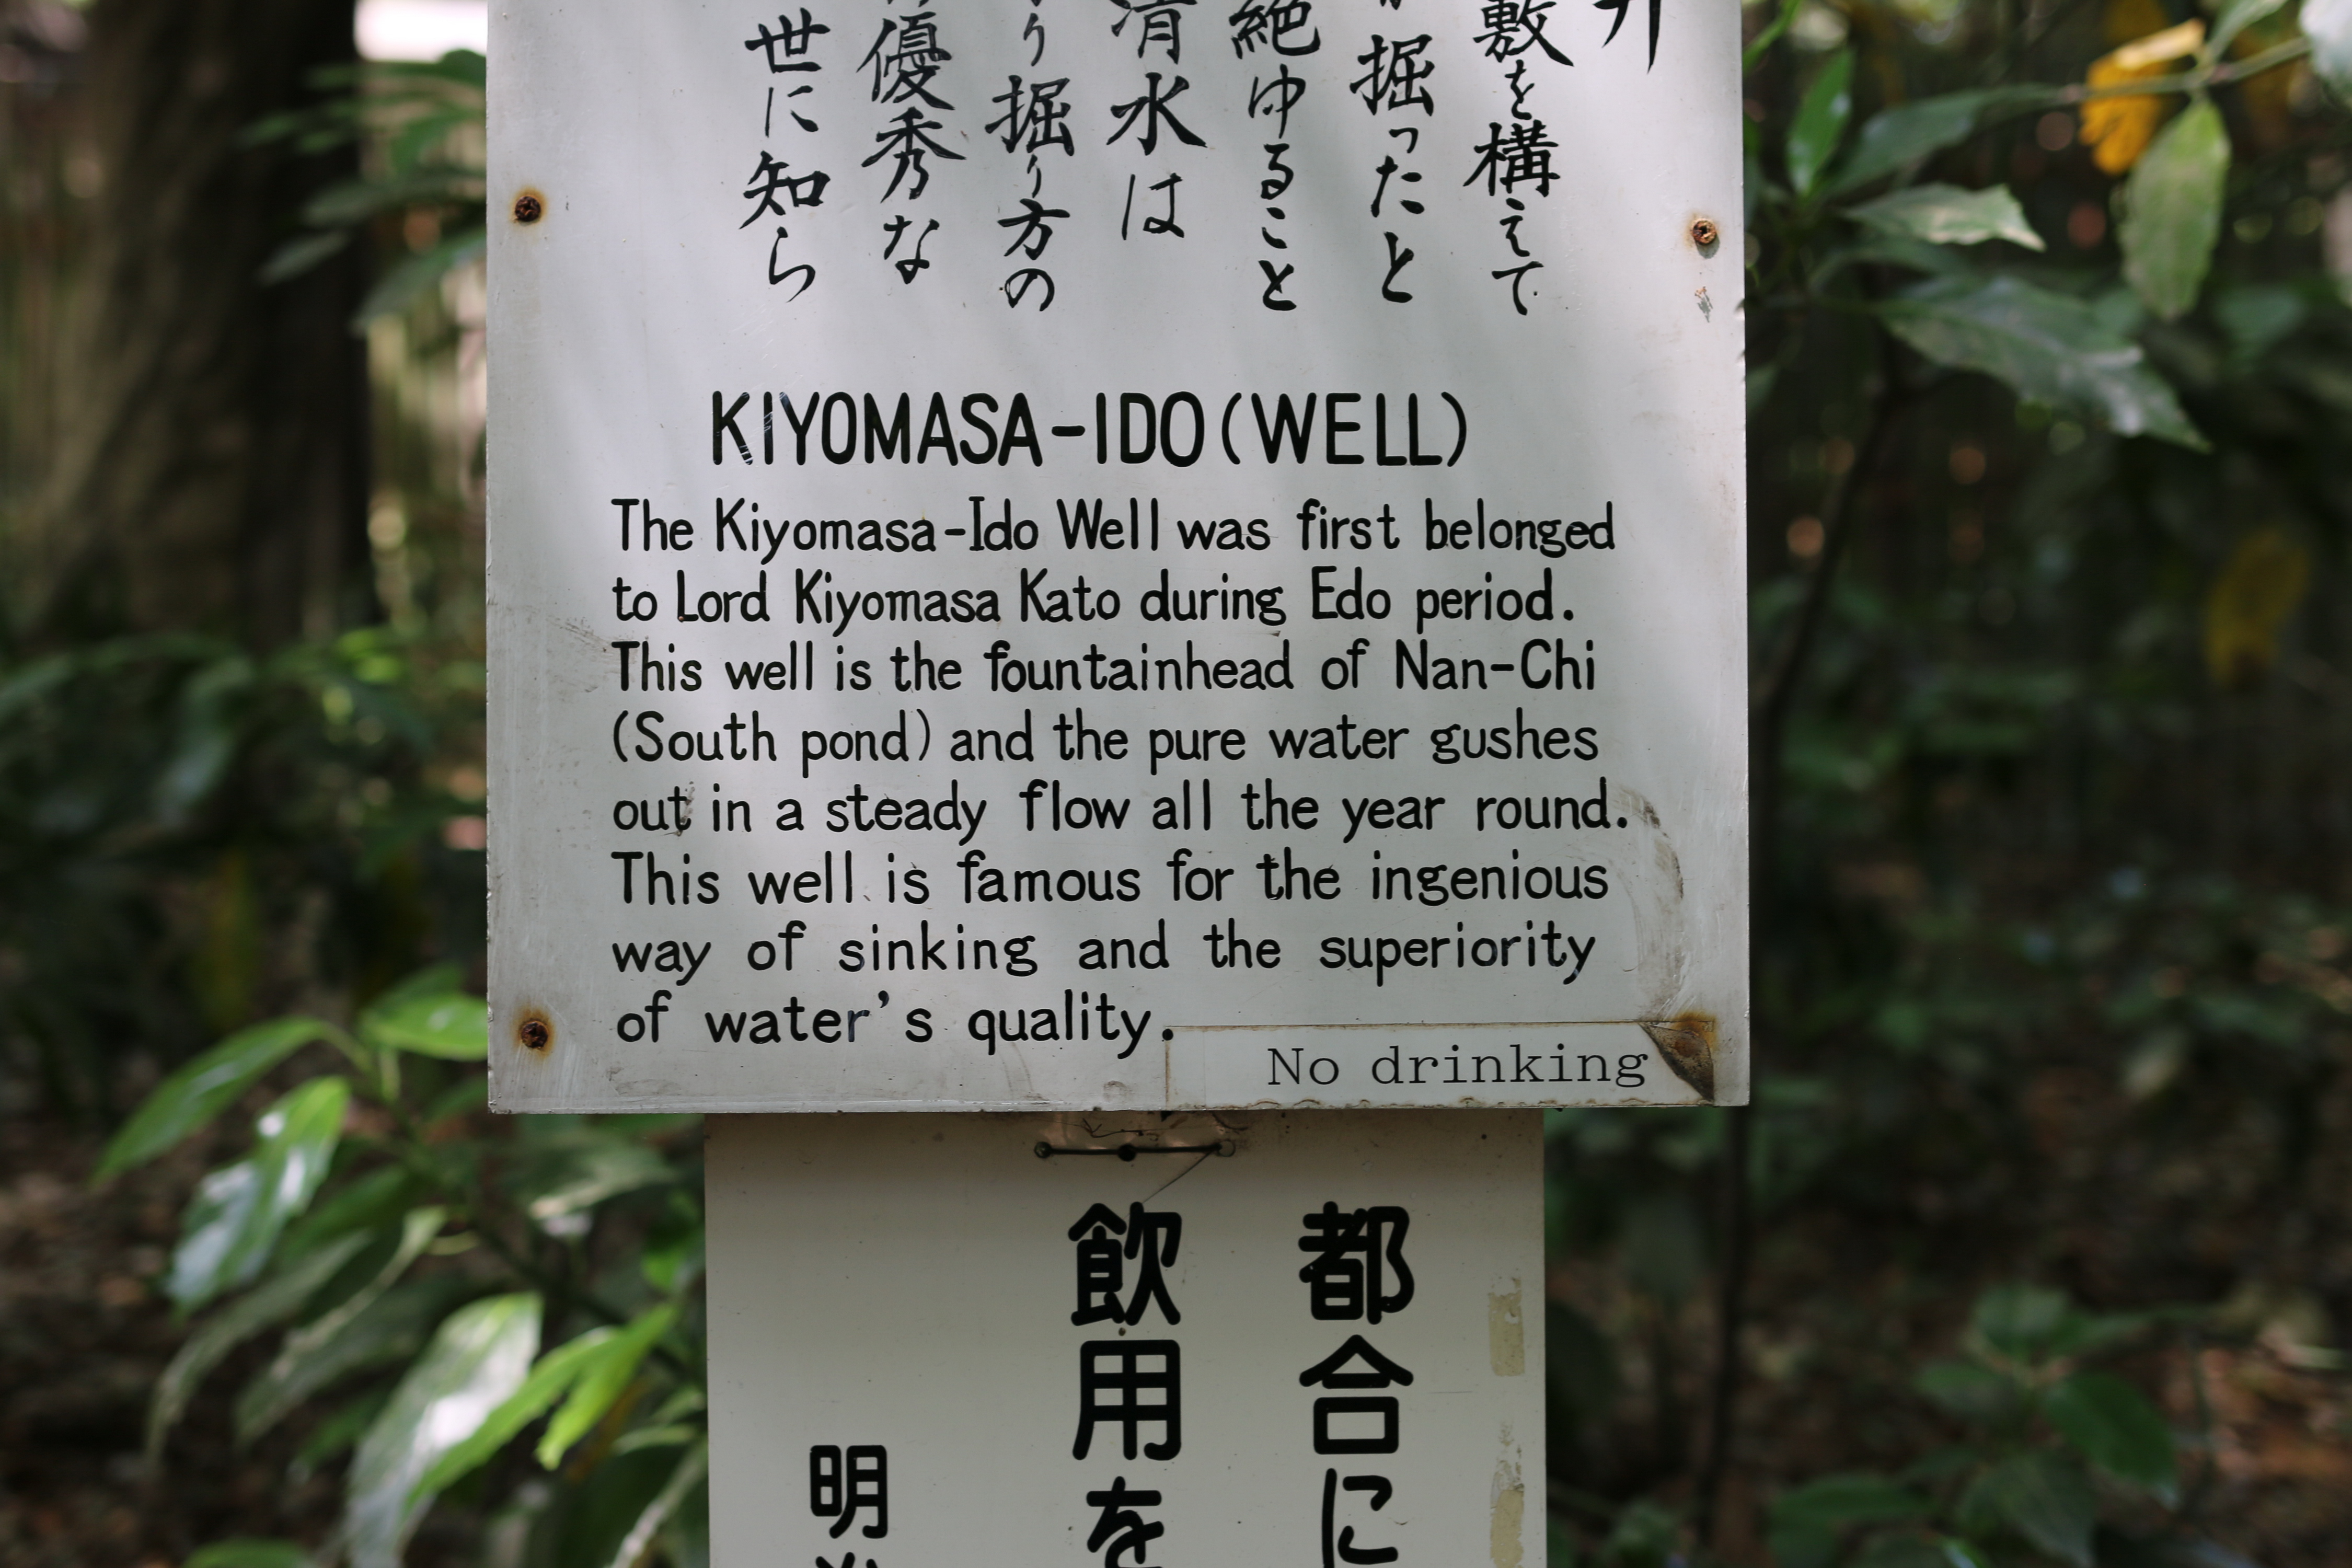 敷を構えて
掘ったと
絶ゆること
清水は
り掘り方の
優秀な
世に知ら
KIYOMASA-IDO(WELL)
The Kiyomasa-Ido Well was first belonged
to Lord Kiyomasa Kato during Edo period.
This well is the fountainhead of Nan-Chi
(South pond) and the pure water gushes
out in a steady flow all the year round.
This well is famous for the ingenious
way of sinking and the superiority
of water's quality.
No drinking
都合に
飲用を
明